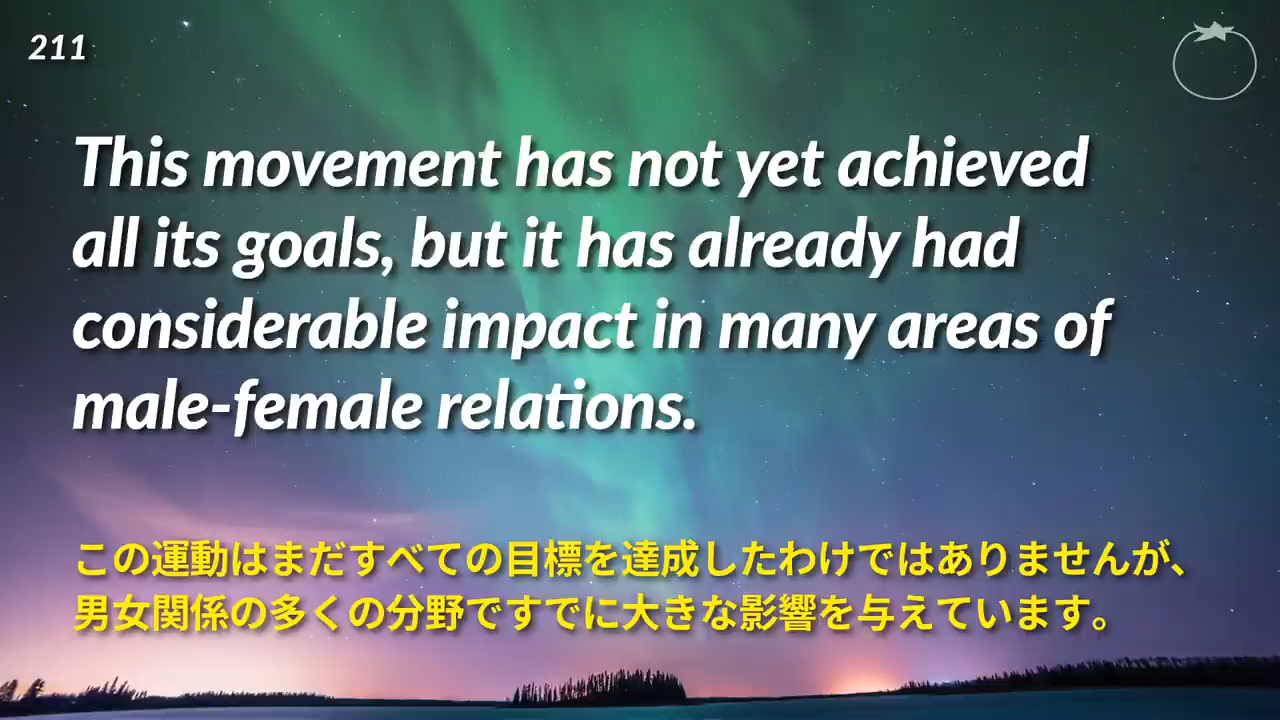 211
This movement has not yet achieved
all its goals, but it has already had
considerable impact in many areas of
male-female relations.
この運動はまだすべての目標を達成したわけではありませんが、
男女関係の多くの分野ですでに大きな影響を与えています。